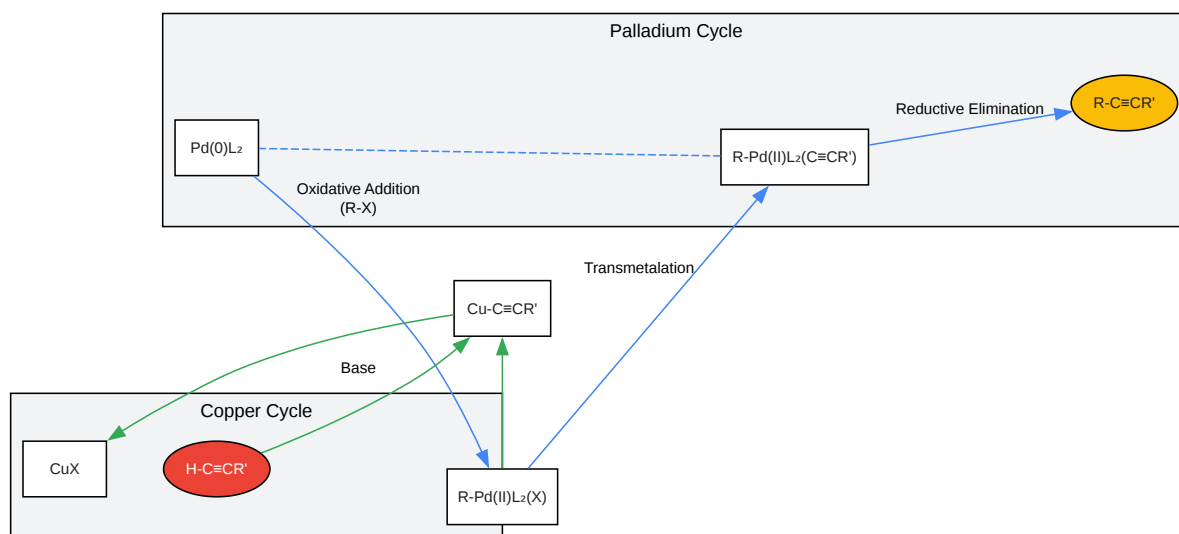 Palladium Cycle
Pd(0)L₂
R-Pd(II)L₂(C≡CR')
Reductive Elimination
R-C≡CR'
Oxidative Addition
(R-X)
Transmetalation
Cu-C≡CR'
Base
Copper Cycle
CuX
H-C≡CR'
R-Pd(II)L₂(X)